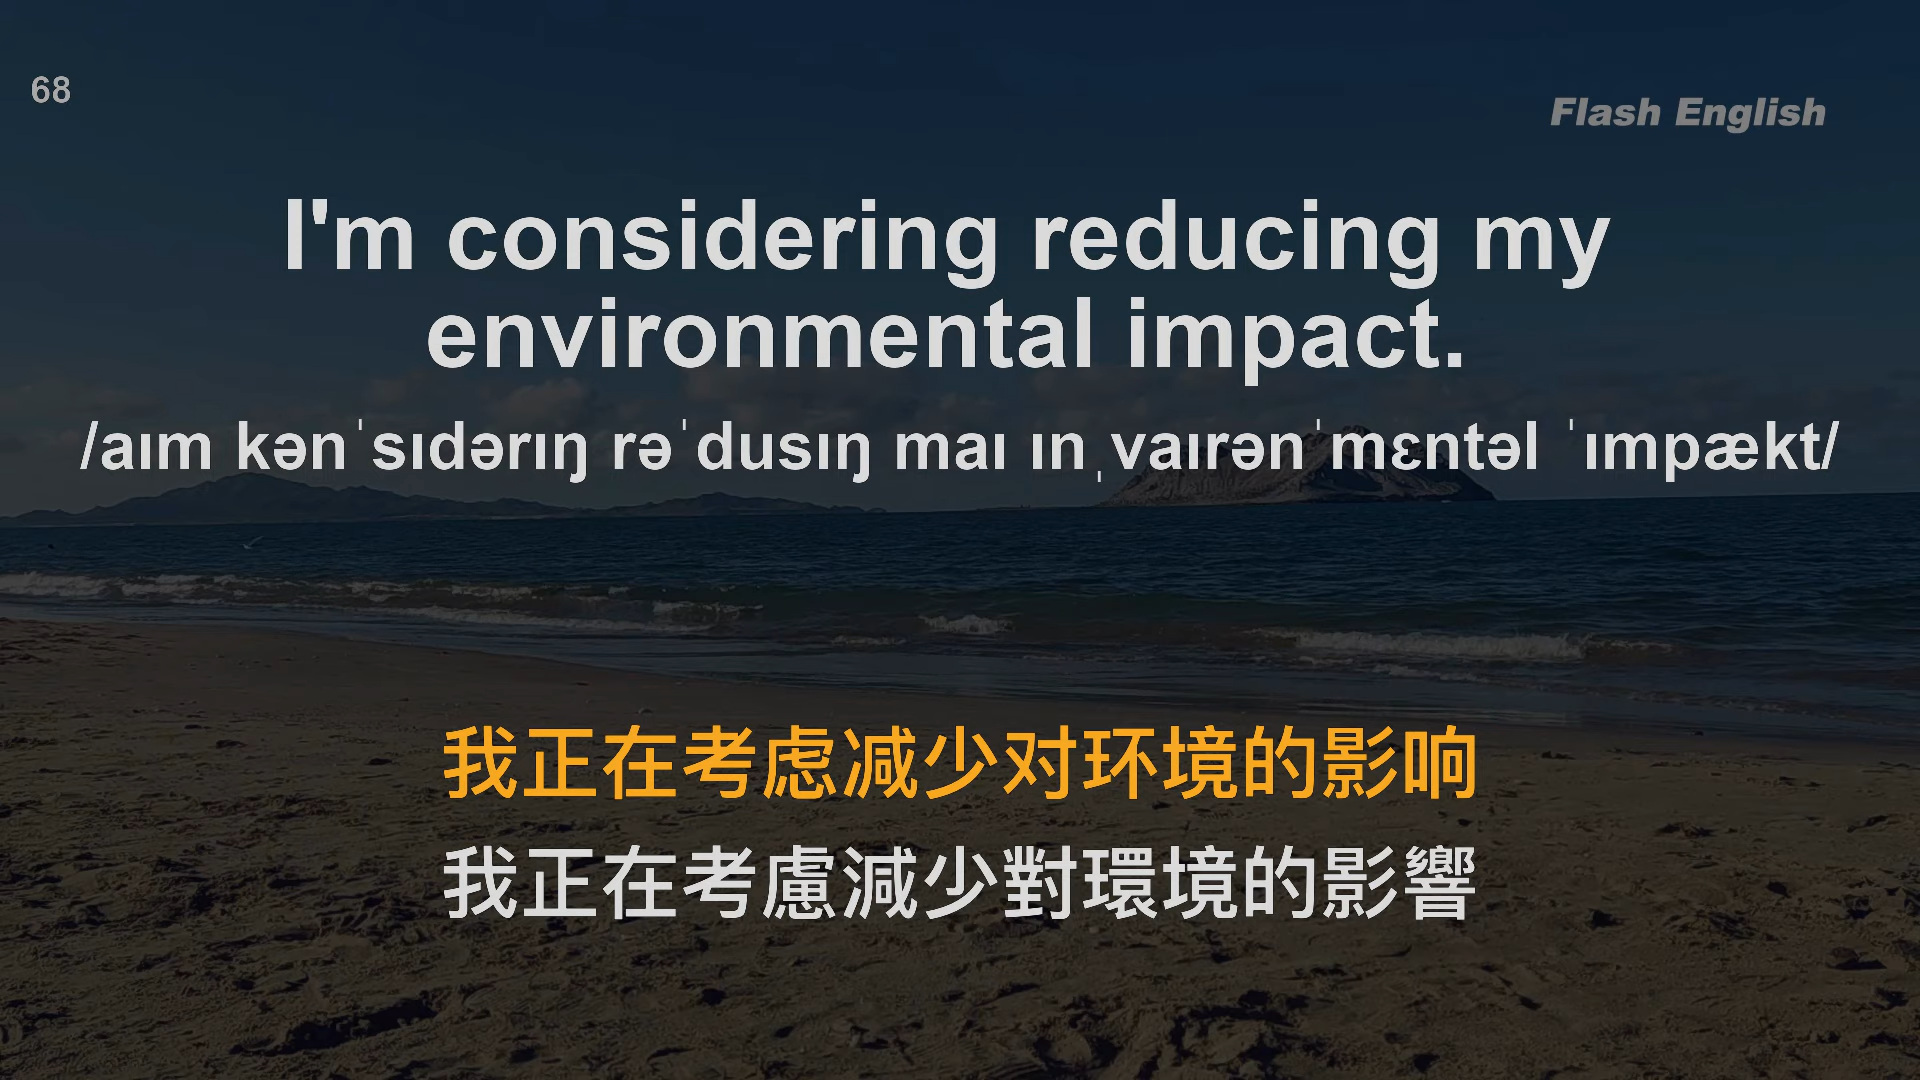 68
Flash English
I'm considering reducing my
environmental impact.
/aɪm kənˈsɪdərɪŋ rəˈdusɪŋ maɪ ɪnˌvaɪrənˈmɛntəl ˈɪmpækt/
我正在考虑减少对环境的影响
我正在考慮減少對環境的影響